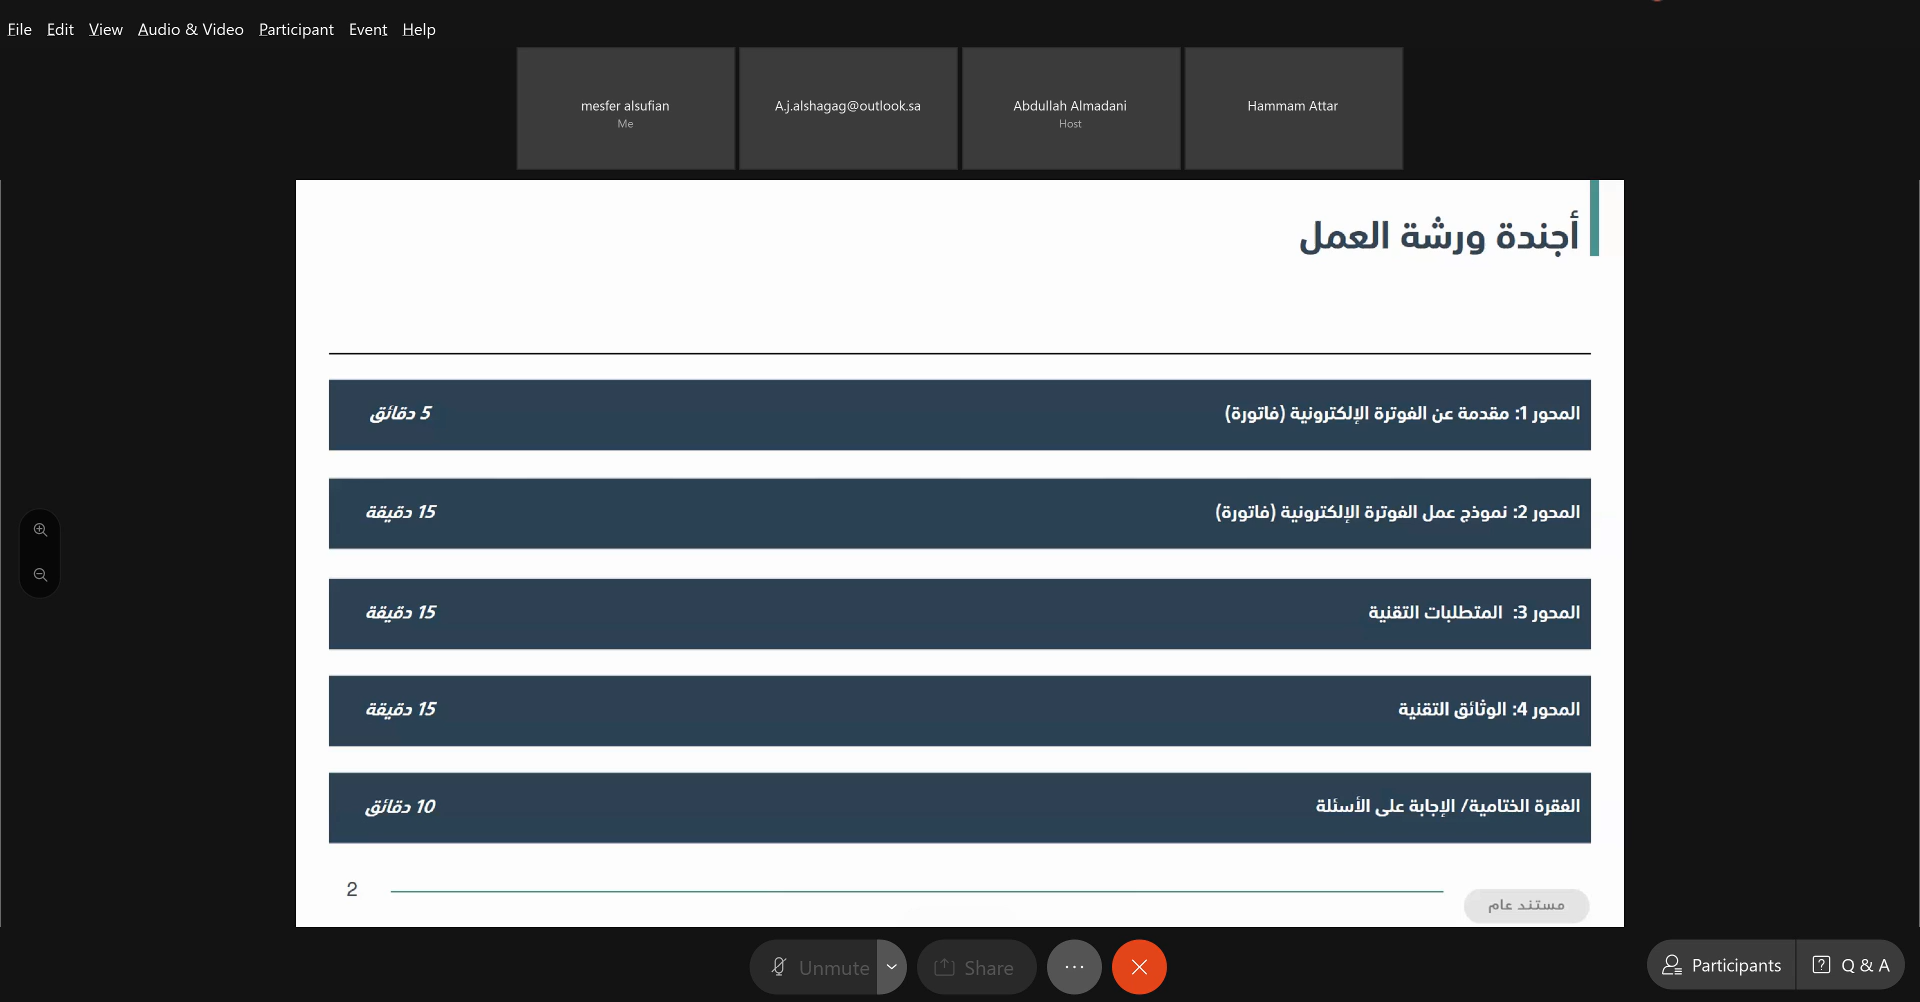 File Edit View Audio & Video Participant Event Help
mesfer alsufian
Me
A.j.alshagag@outlook.sa
Abdullah Almadani
Host
Hammam Attar
أجندة ورشة العمل
المحور 1: مقدمة عن الفوترة الإلكترونية (فاتورة)
5 دقائق
المحور 2: نموذج عمل الفوترة الإلكترونية (فاتورة)
15 دقيقة
المحور 3: المتطلبات التقنية
15 دقيقة
المحور 4: الوثائق التقنية
15 دقيقة
الفقرة الختامية/ الإجابة على الأسئلة
10 دقائق
2
مستند عام
Unmute
Share
Participants
Q & A